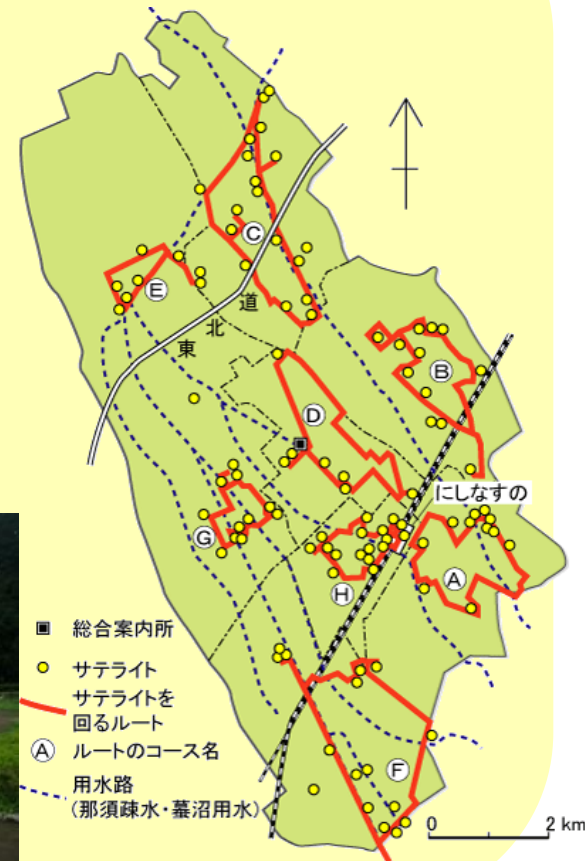 C
E
道
北
東
B
D
にしなすの
G
A
H
総合案内所
サテライト
サテライトを
回るルート
A ルートのコース名
F
用水路
(那須疎水・蟇沼用水)
0 2 km